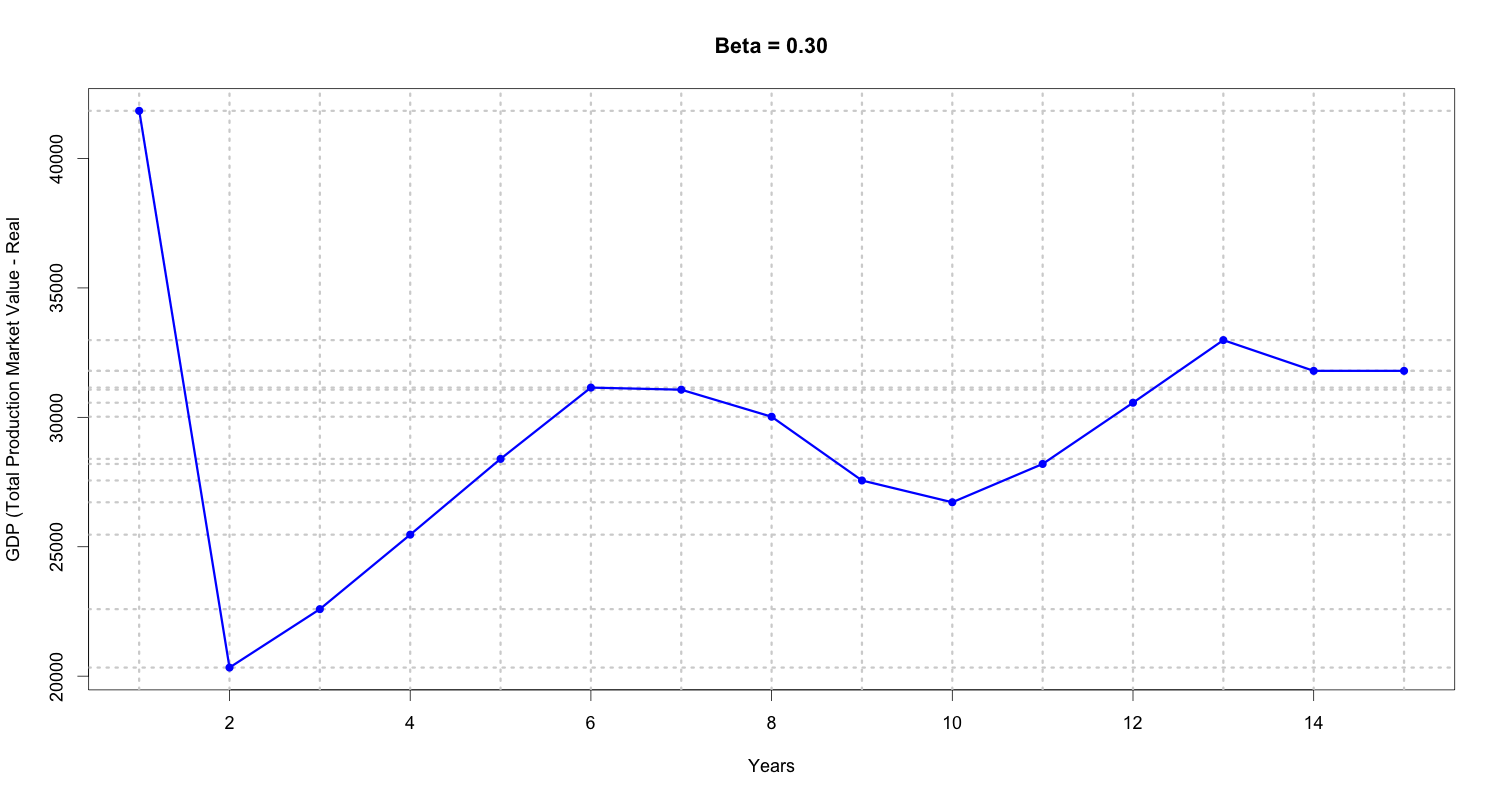 Beta = 0.30
GDP (Total Production Market Value - Real
40000
35000
30000
25000
20000
2 4 6 8 10 12 14
Years